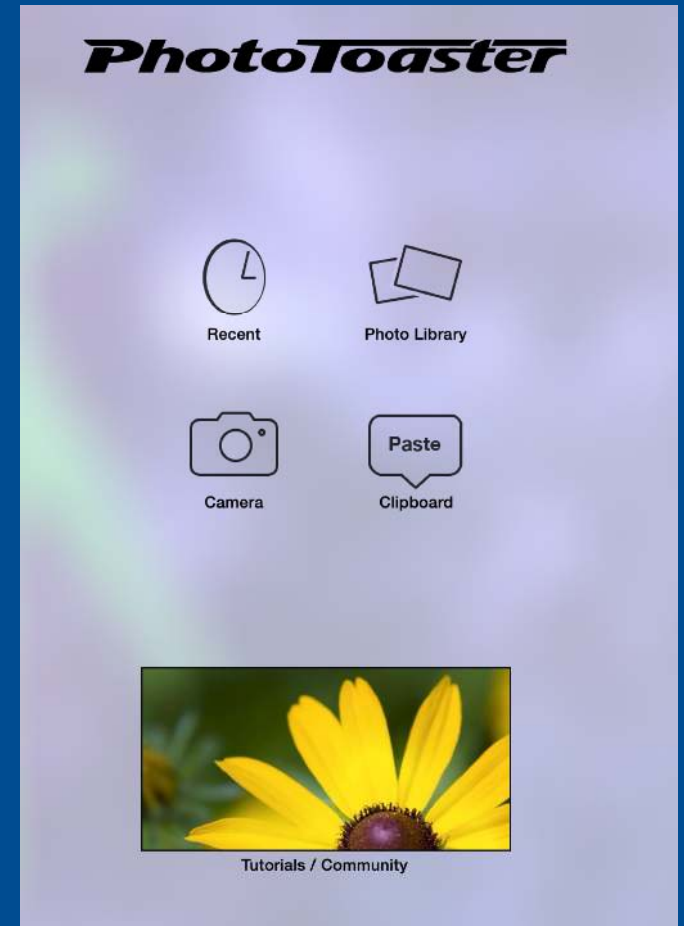 PhotoToaster
Recent
Photo Library
Camera
Paste
Clipboard
Tutorials / Community